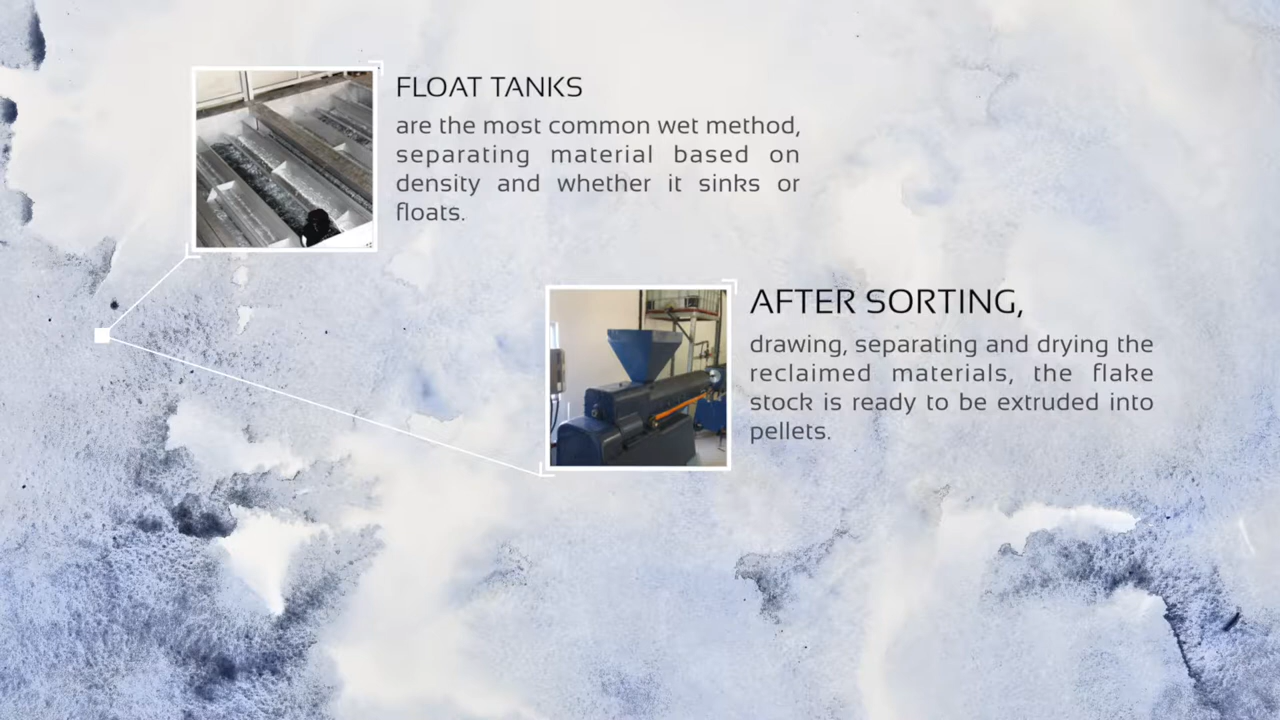 FLOAT TANKS
are the most common wet method,
separating material based on
density and whether it sinks or
floats.
AFTER SORTING,
drawing, separating and drying the
reclaimed materials, the flake
stock is ready to be extruded into
pellets.